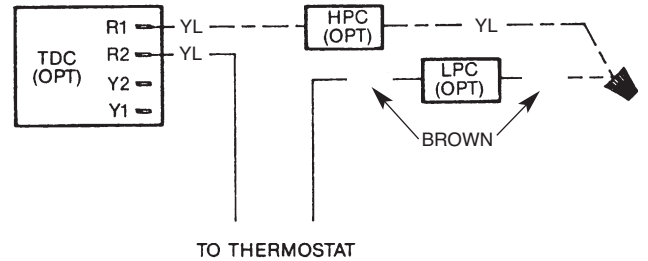 R1 YL HPC (OPT) YL
TDC (OPT)
R2 YL
Y2
Y1
LPC (OPT)
BROWN
TO THERMOSTAT